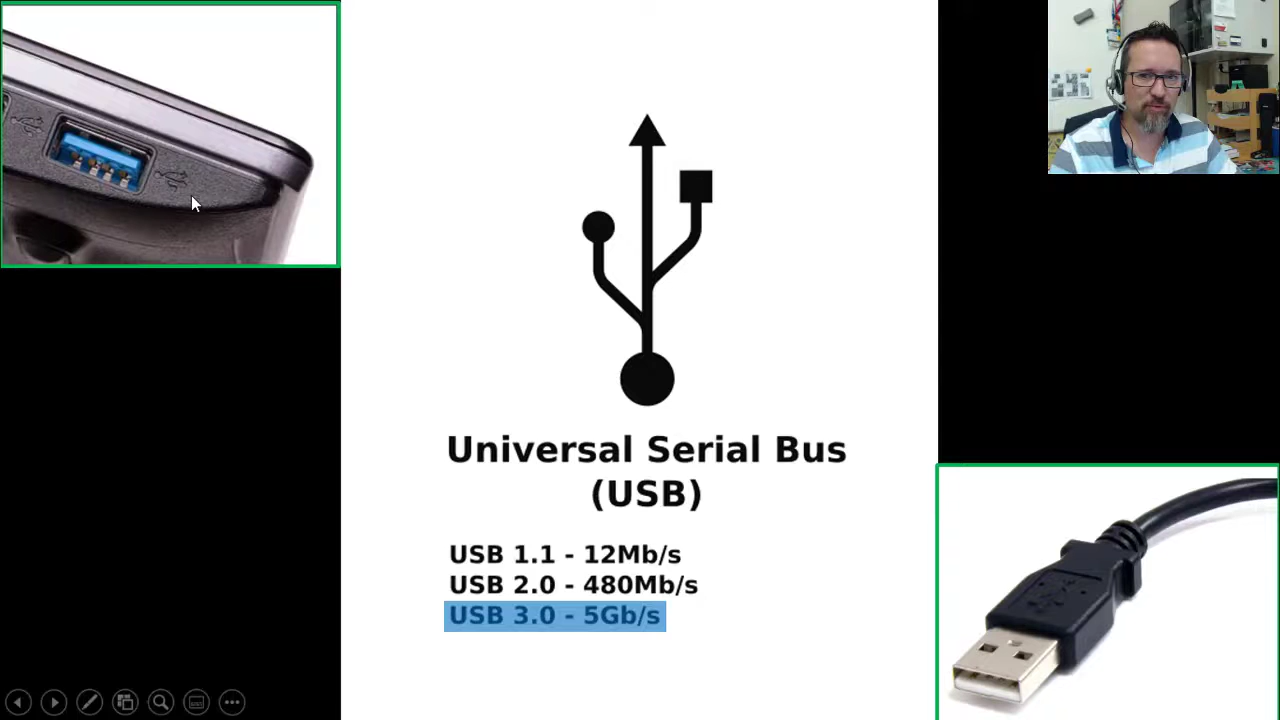 Universal Serial Bus
(USB)
USB 1.1 - 12Mb/s
USB 2.0 - 480Mb/s
USB 3.0 - 5Gb/s